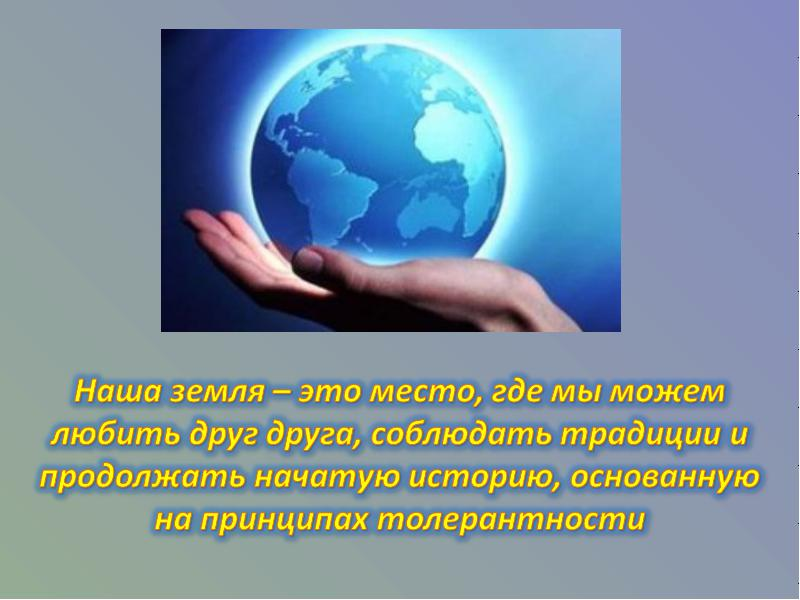 Наша земля – это место, где мы можем
любить друг друга, соблюдать традиции и
продолжать начатую историю, основанную
на принципах толерантности